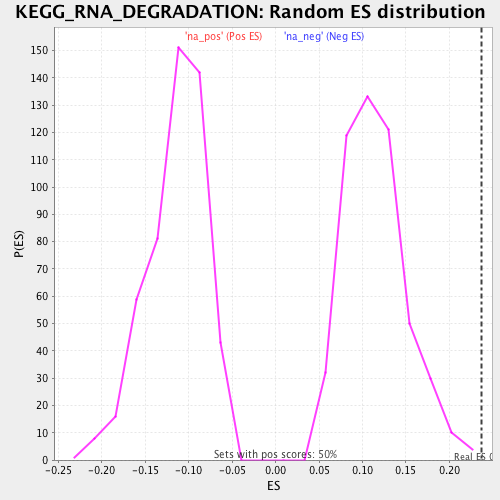 KEGG_RNA_DEGRADATION: Random ES distribution
'na_pos' (Pos ES) 'na_neg' (Neg ES)
150
140
130
120
110
100
90
80
70
60
50
40
30
20
10
0
P(ES)
Sets with pos scores: 50%
Real ES
-0.25 -0.20 -0.15 -0.10 -0.05 0.00 0.05 0.10 0.15 0.20
ES